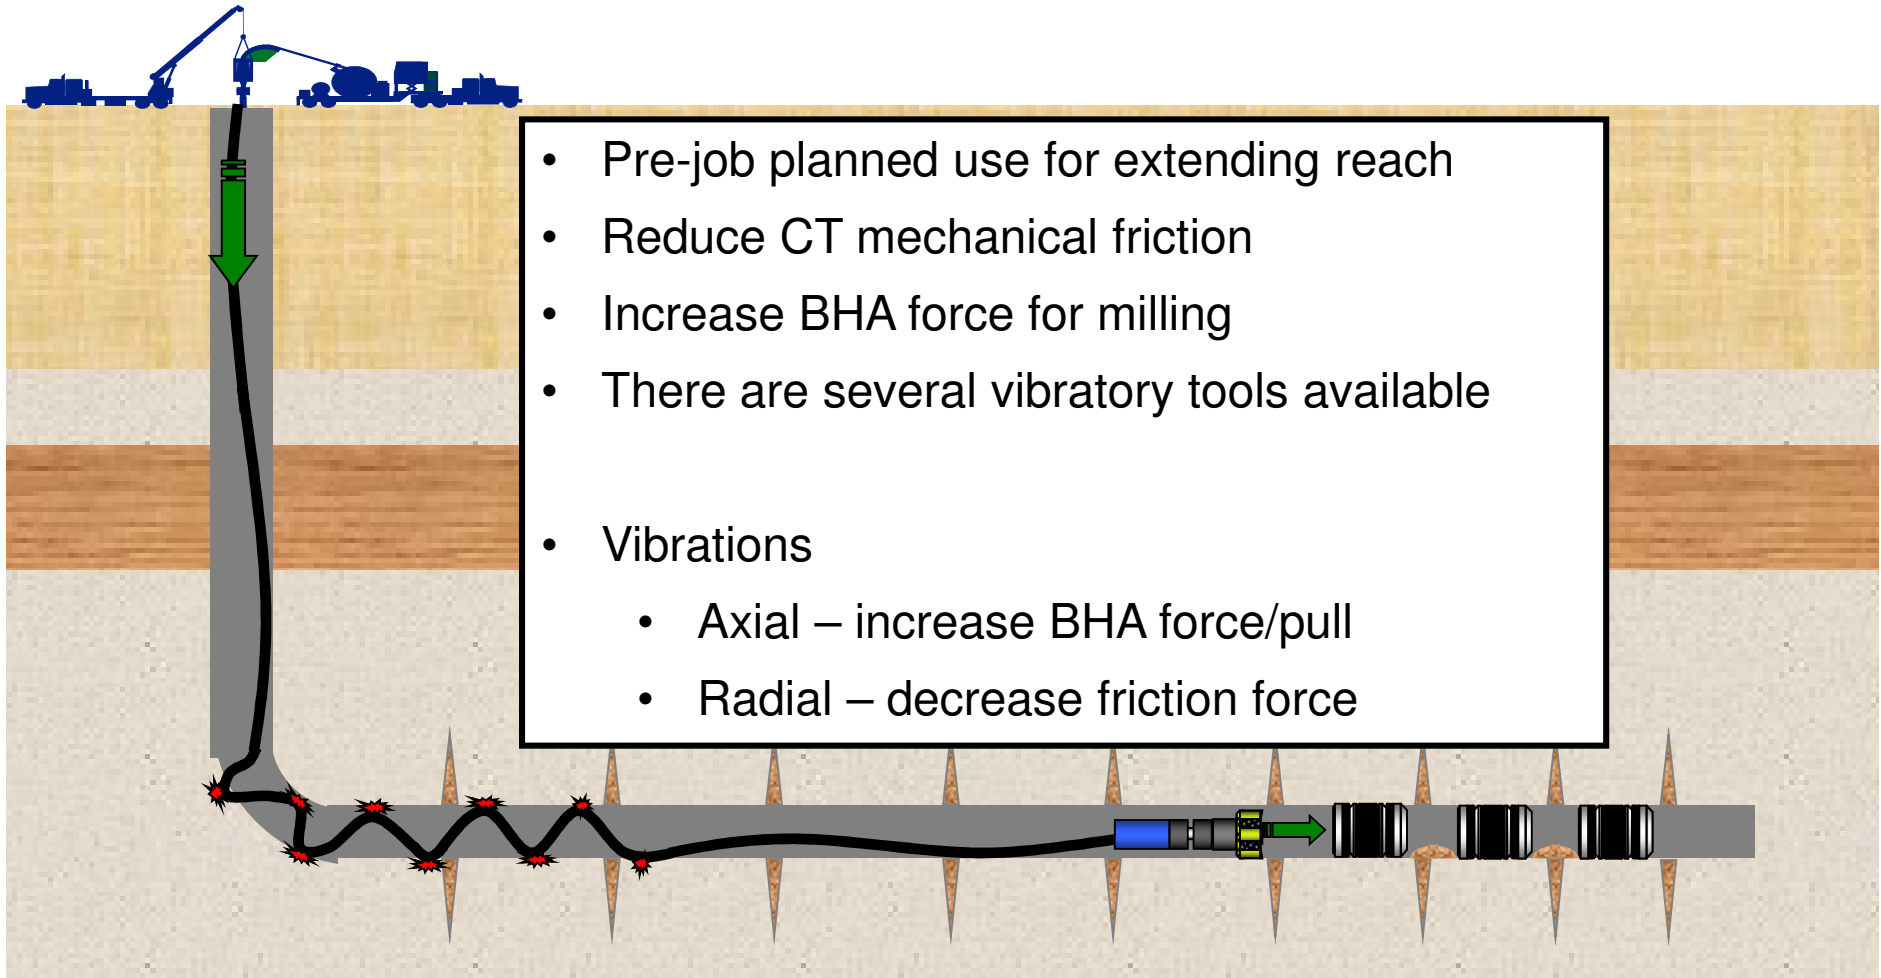 • Pre-job planned use for extending reach
• Reduce CT mechanical friction
• Increase BHA force for milling
• There are several vibratory tools available
• Vibrations
• Axial – increase BHA force/pull
• Radial – decrease friction force